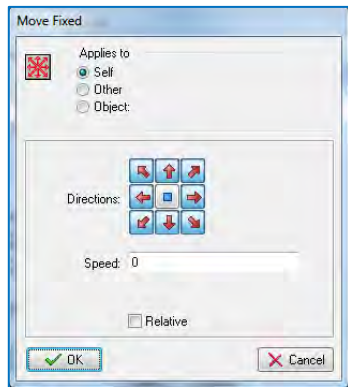 Move Fixed
Applies to
Self
Other
Object:
Directions:
Speed: 0
Relative
OK Cancel